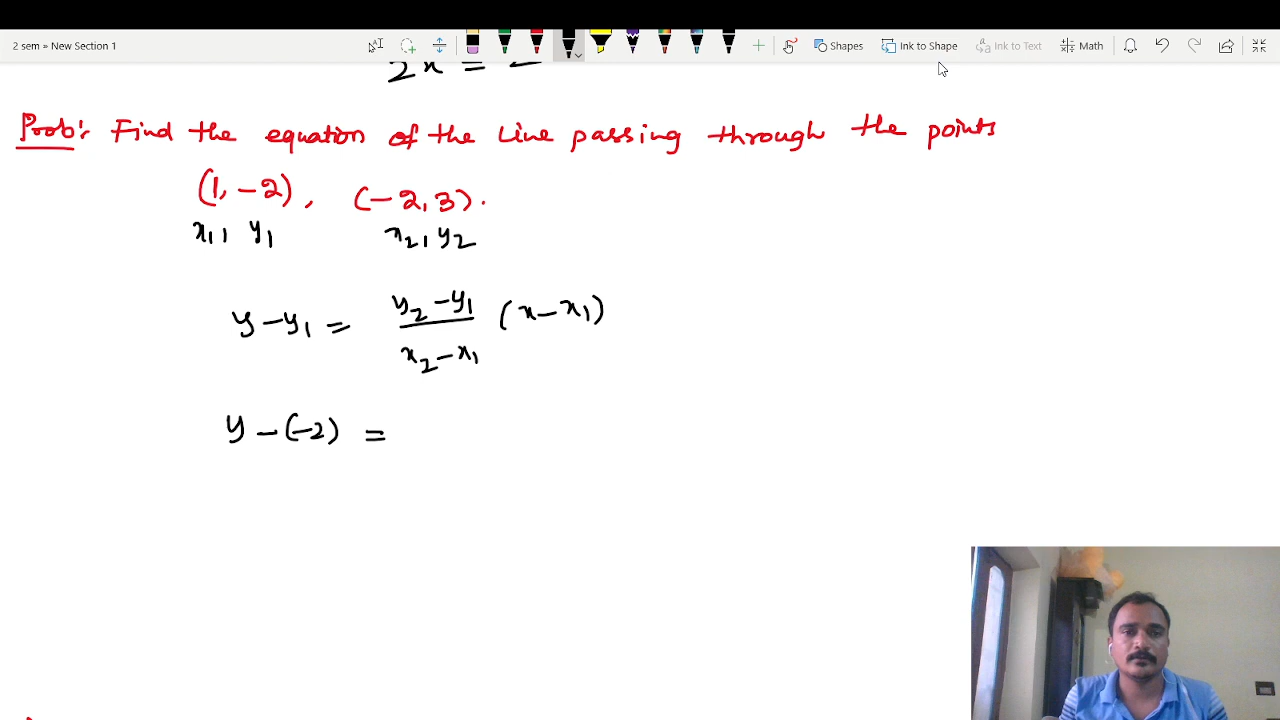 2 sem » New Section 1
Shapes
Ink to Shape
Ink to Text
Math
2x = 2
Prob: Find the equation of the line passing through the points
(1, -2), (-2, 3).
x₁, y₁ x₂, y₂
y - y₁ = y₂ - y₁ / x₂ - x₁ (x - x₁)
y - (-2) =